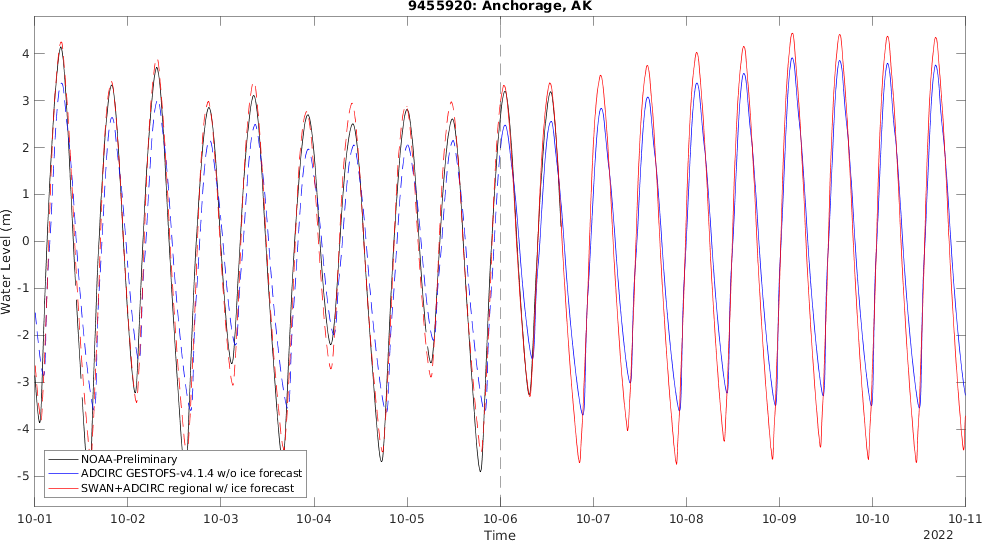 9455920: Anchorage, AK
4
3
2
1
0
-1
-2
-3
-4
-5
Water Level (m)
NOAA-Preliminary
ADCIRC GESTOFS-v4.1.4 w/o ice forecast
SWAN+ADCIRC regional w/ ice forecast
10-01 10-02 10-03 10-04 10-05 10-06 10-07 10-08 10-09 10-10 10-11
Time
2022